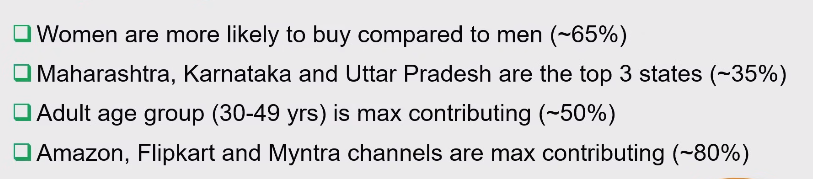 Women are more likely to buy compared to men (~65%)
Maharashtra, Karnataka and Uttar Pradesh are the top 3 states (~35%)
Adult age group (30-49 yrs) is max contributing (~50%)
Amazon, Flipkart and Myntra channels are max contributing (~80%)